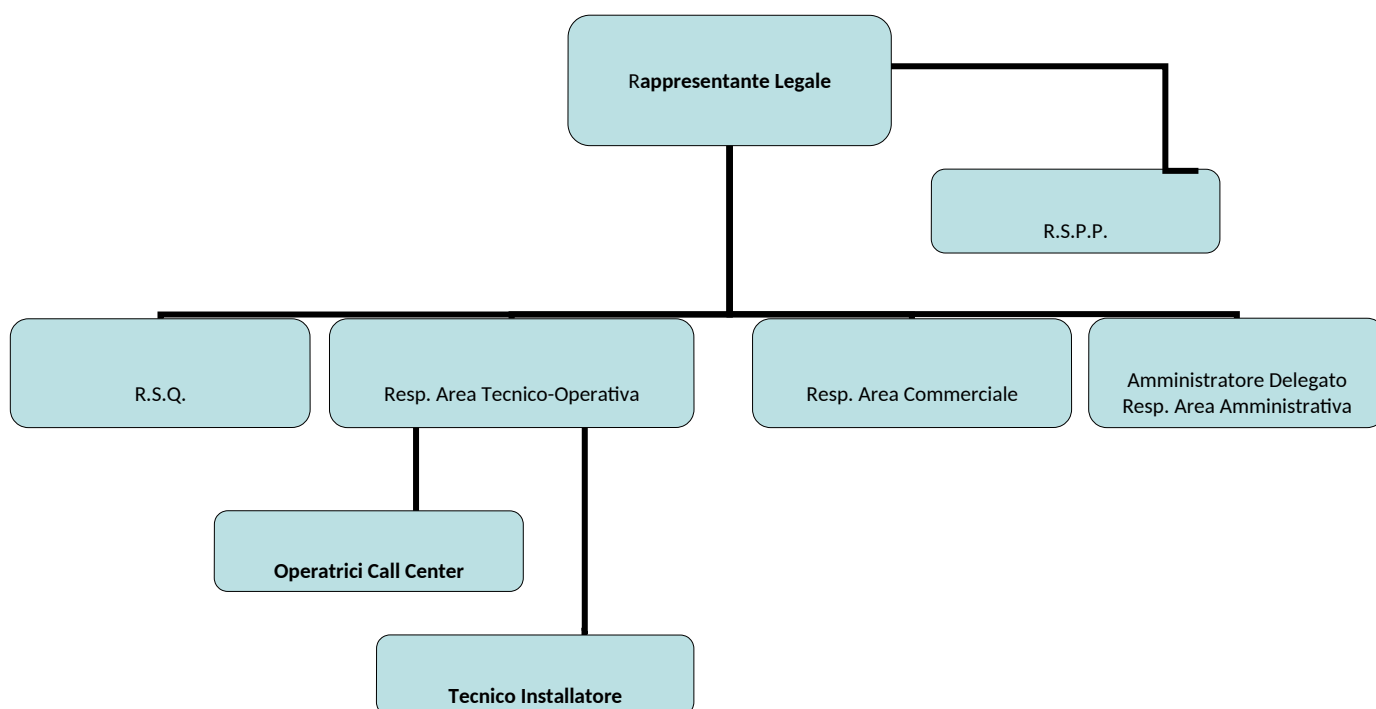 Rappresentante Legale
R.S.P.P.
R.S.Q.
Resp. Area Tecnico-Operativa
Resp. Area Commerciale
Amministratore Delegato
Resp. Area Amministrativa
Operatrici Call Center
Tecnico Installatore